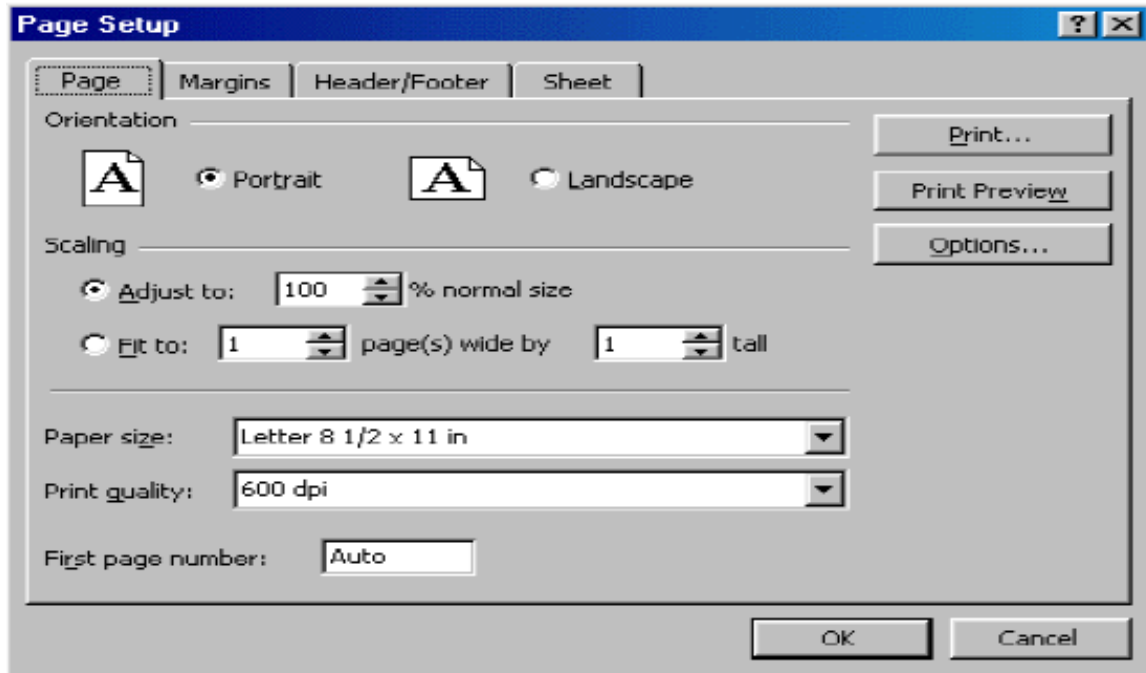 Page Setup ? ×
Page Margins Header/Footer Sheet
Orientation
A Portrait A Landscape
Print...
Print Preview
Options...
Scaling
Adjust to: 100 % normal size
Fit to: 1 page(s) wide by 1 tall
Paper size: Letter 8 1/2 x 11 in
Print quality: 600 dpi
First page number: Auto
OK Cancel